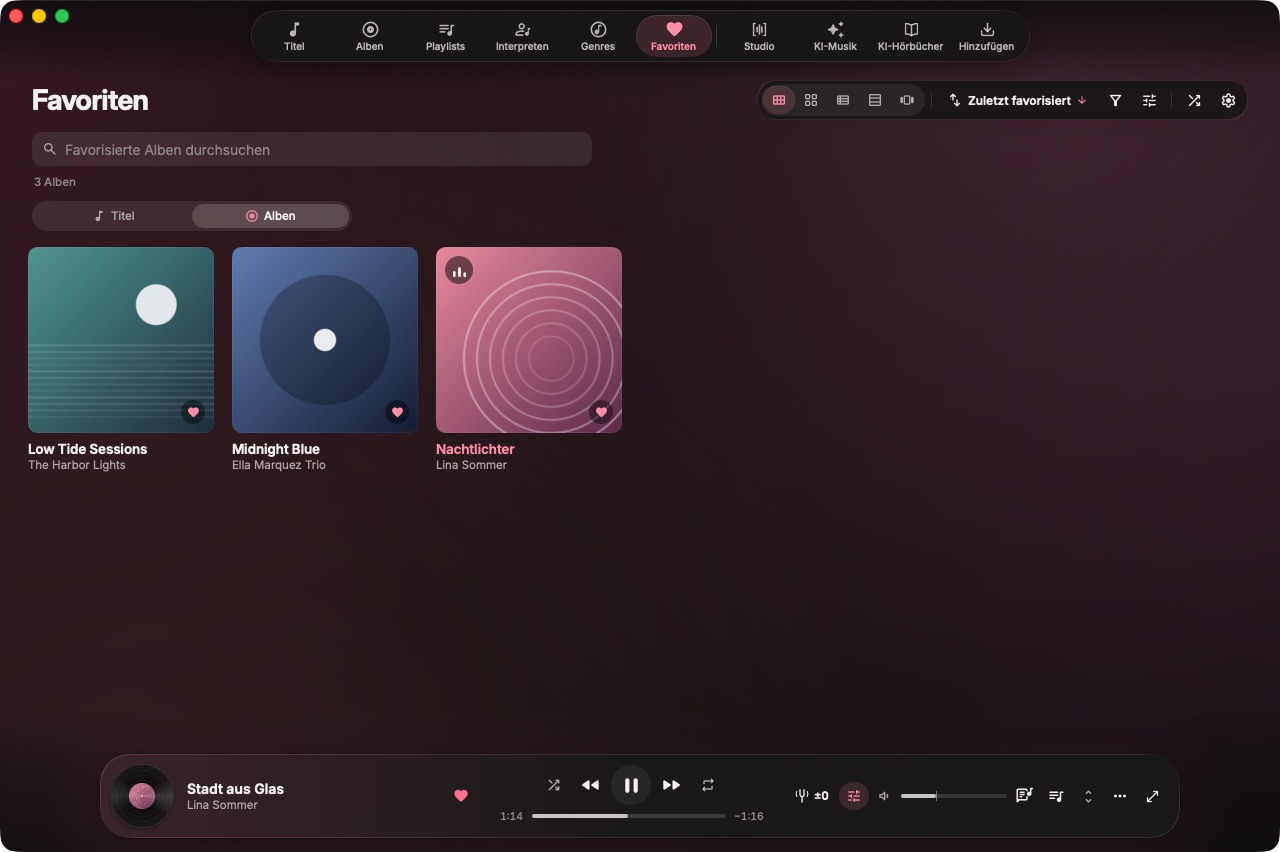 Titel
Alben
Playlists
Interpreten
Genres
Favoriten
Studio
KI-Musik
KI-Hörbücher
Hinzufügen
Favoriten
Zuletzt favorisiert
Favorisierte Alben durchsuchen
3 Alben
Titel
Alben
Low Tide Sessions
The Harbor Lights
Midnight Blue
Ella Marquez Trio
Nachtlichter
Lina Sommer
Stadt aus Glas
Lina Sommer
1:14
−1:16
±0